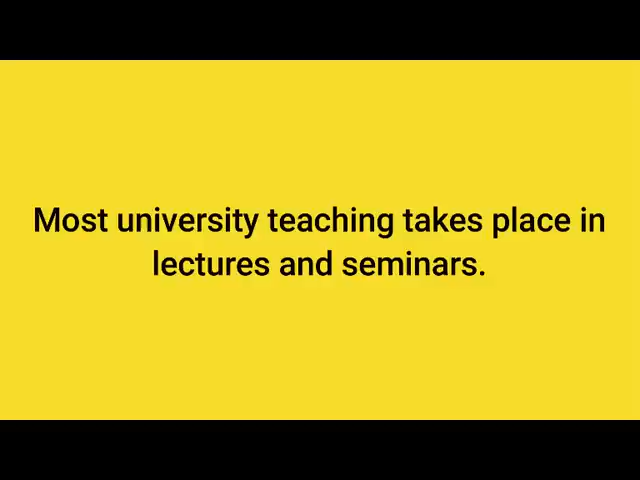 Most university teaching takes place in
lectures and seminars.